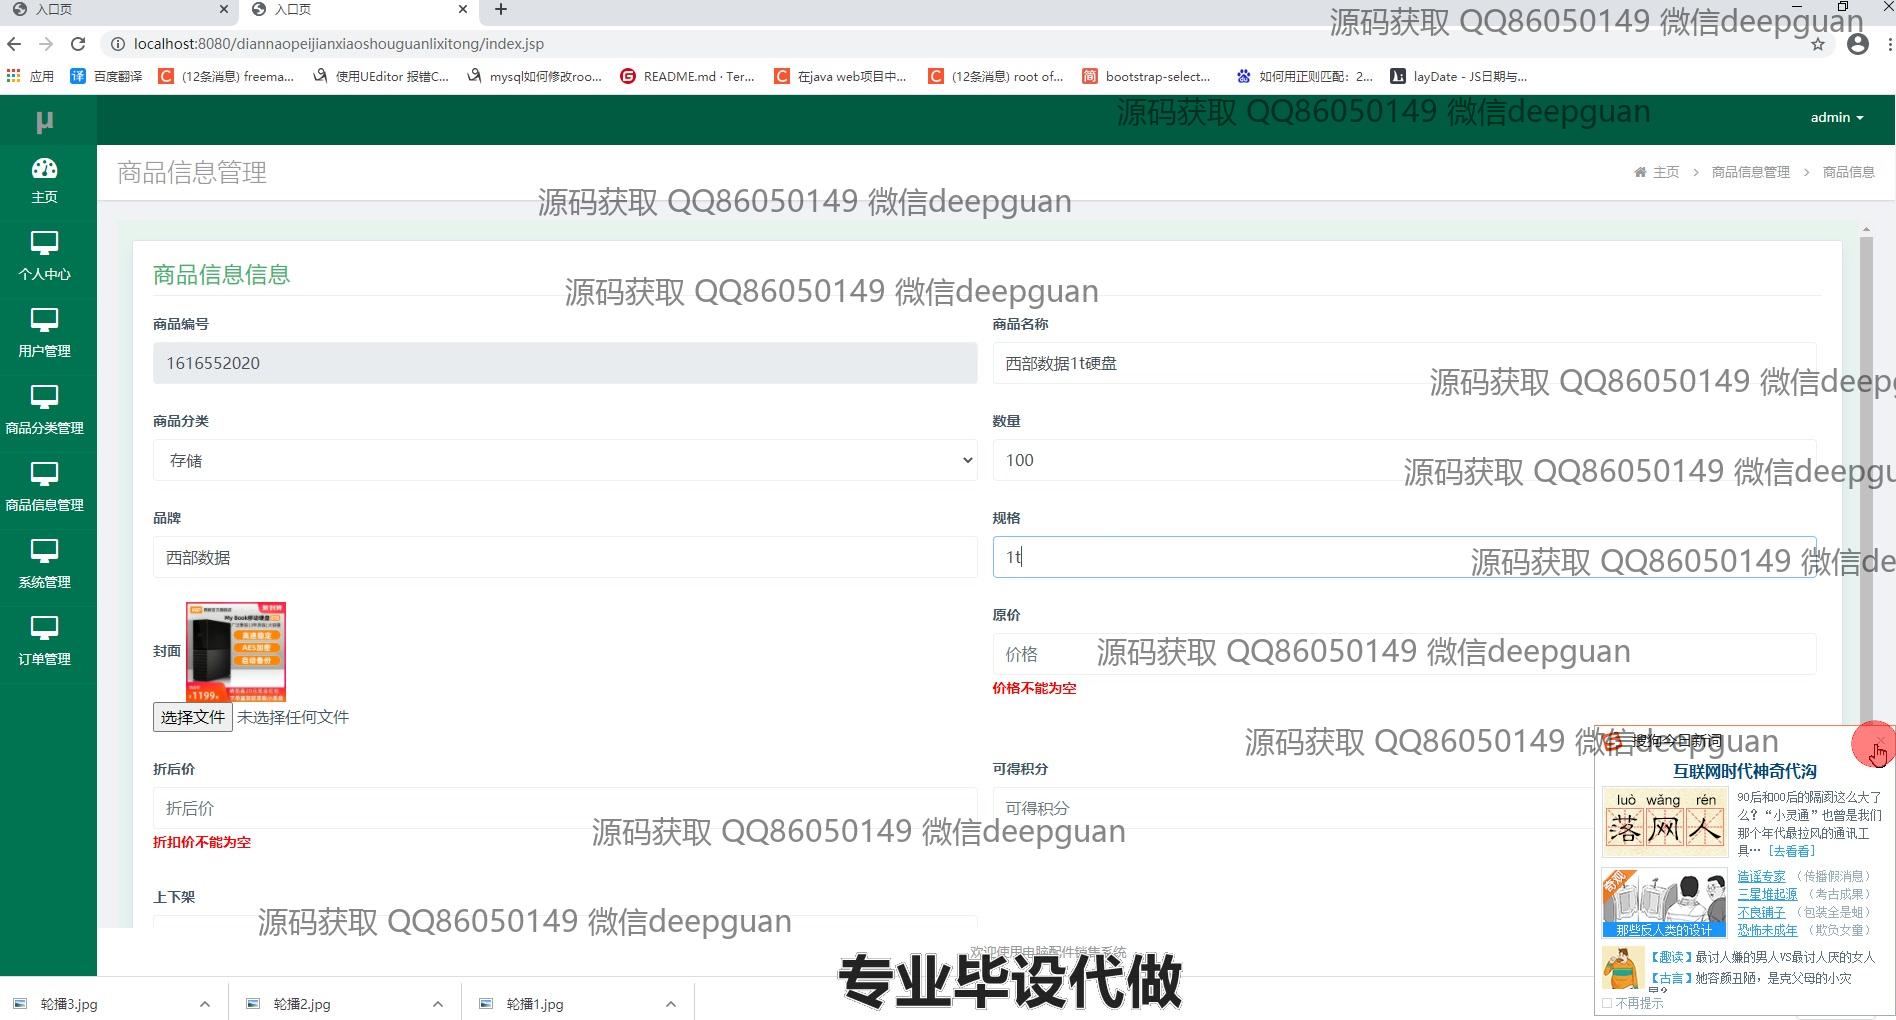 入口页
入口页
源码获取 QQ86050149 微信deepguan
localhost:8080/diannaopeijianxiaoshouguanlixitong/index.jsp
应用
百度翻译
(12条消息) freema...
使用UEditor 报错C...
mysql如何修改roo...
README.md · Ter...
在java web项目中...
(12条消息) root of...
bootstrap-select...
如何用正则匹配：2...
layDate - JS日期与...
μ
源码获取 QQ86050149 微信deepguan
admin
主页
商品信息管理
主页 > 商品信息管理 > 商品信息
源码获取 QQ86050149 微信deepguan
个人中心
商品信息信息
源码获取 QQ86050149 微信deepguan
用户管理
商品编号
商品名称
1616552020
西部数据1t硬盘
源码获取 QQ86050149 微信deep
商品分类管理
商品分类
数量
存储
100
源码获取 QQ86050149 微信deepgu
商品信息管理
品牌
规格
西部数据
1t
源码获取 QQ86050149 微信de
系统管理
My Book移动硬盘
高速稳定
AES加密
自动备份
1199
封面
原价
价格
源码获取 QQ86050149 微信deepguan
订单管理
价格不能为空
选择文件 未选择任何文件
源码获取 QQ86050149 微信deepguan
搜狗今日新词
折后价
可得积分
互联网时代神奇代沟
折后价
可得积分
luò wǎng rén
落网人
90后和00后的隔阂这么大了
么？“小灵通”也曾是我们
那个年代最拉风的通讯工
具… [去看看]
源码获取 QQ86050149 微信deepguan
折扣价不能为空
奇观
那些反人类的设计
造谣专家 （传播假消息）
三星堆起源 （考古成果）
不良铺子 （包装全是蛆）
恐怖未成年 （欺负女童）
上下架
源码获取 QQ86050149 微信deepguan
欢迎使用电脑配件销售系统
【趣读】最讨人嫌的男人VS最讨人厌的女人
【古言】她容颜丑陋，是克父母的小灾
星?
不再提示
专业毕设代做
轮播3.jpg
轮播2.jpg
轮播1.jpg